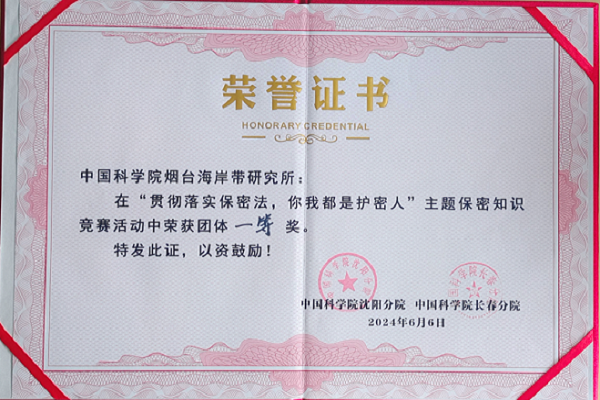 荣誉证书
HONORARY CREDENTIAL
中国科学院烟台海岸带研究所：
在“贯彻落实保密法，你我都是护密人”主题保密知识
竞赛活动中荣获团体 一等 奖。
特发此证，以资鼓励！
中国科学院沈阳分院 中国科学院长春分院
2024年6月6日